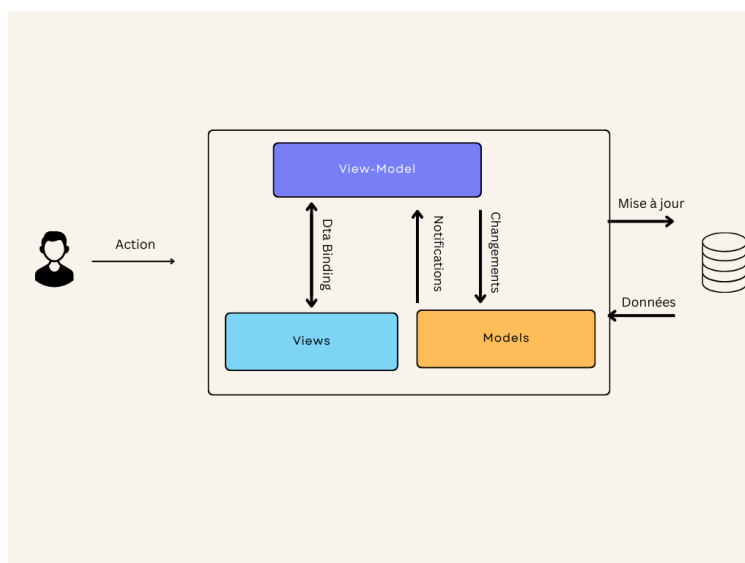 View-Model
Mise à jour
Action
Dta Binding
Notifications
Changements
Données
Views
Models